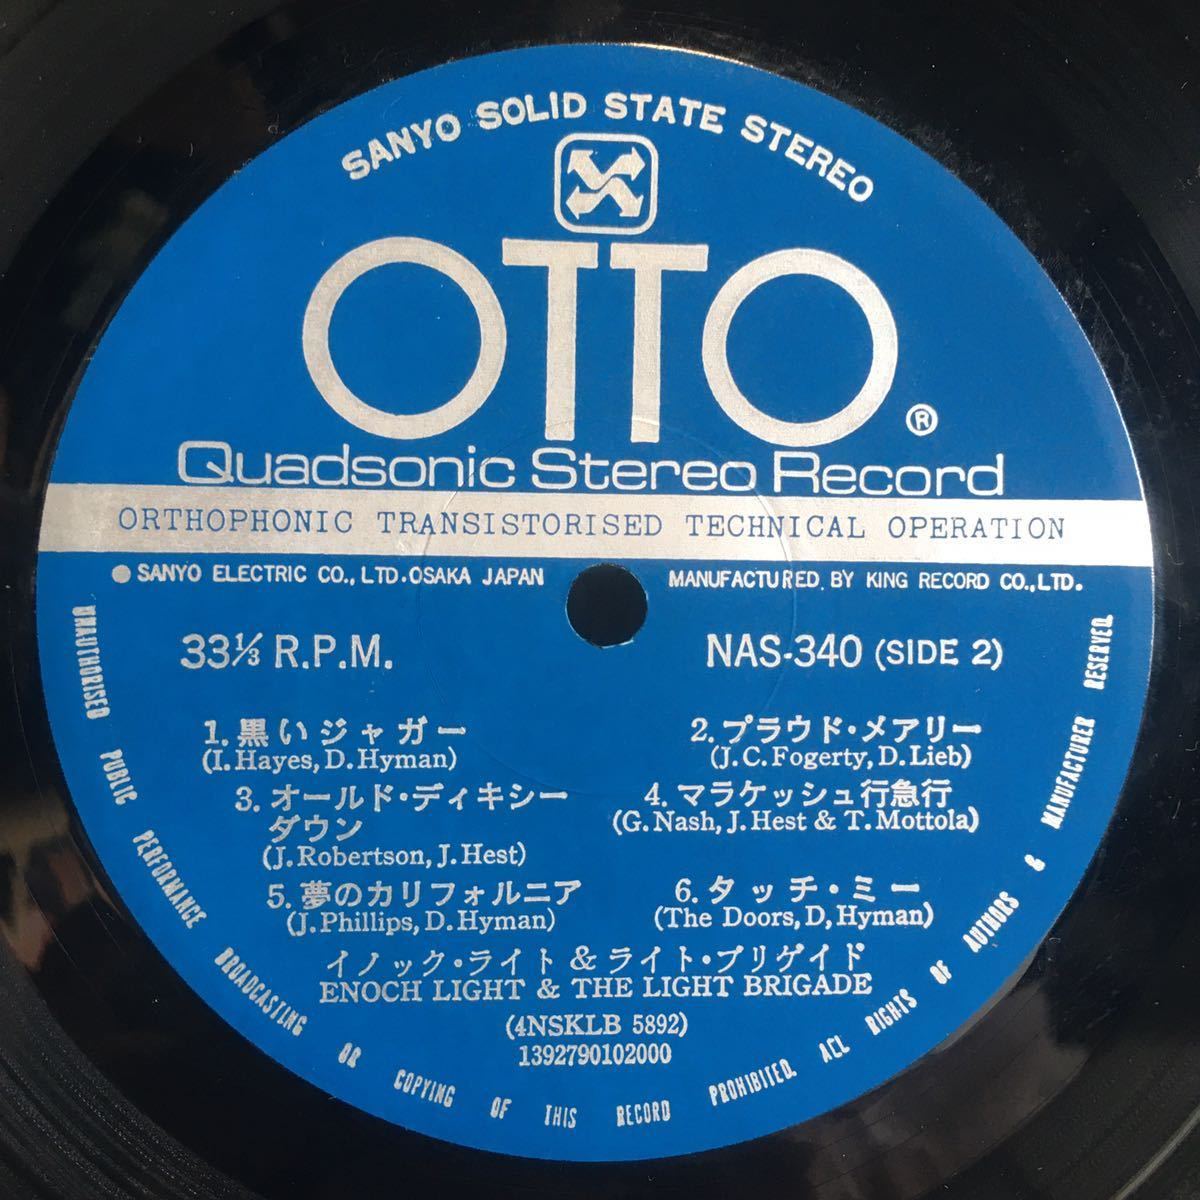 SANYO SOLID STATE STEREO
OTTO ®
Quadsonic Stereo Record
ORTHOPHONIC TRANSISTORISED TECHNICAL OPERATION
● SANYO ELECTRIC CO., LTD. OSAKA JAPAN
MANUFACTURED. BY KING RECORD CO., LTD.
33⅓ R.P.M.
NAS-340 (SIDE 2)
1. 黒いジャガー
(I. Hayes, D. Hyman)
2. プラウド・メアリー
(J. C. Fogerty, D. Lieb)
3. オールド・ディキシー
ダウン
(J. Robertson, J. Hest)
4. マラケッシュ行急行
(G. Nash, J. Hest & T. Mottola)
5. 夢のカリフォルニア
(J. Phillips, D. Hyman)
6. タッチ・ミー
(The Doors, D, Hyman)
イノック・ライト & ライト・ブリゲイド
ENOCH LIGHT & THE LIGHT BRIGADE
(4NSKLB 5892)
1392790102000
UNAUTHORISED PUBLIC PERFORMANCE BROADCASTING OR COPYING OF THIS RECORD PROHIBITED. ALL RIGHTS OF AUTHORS & MANUFACTURER RESERVED.